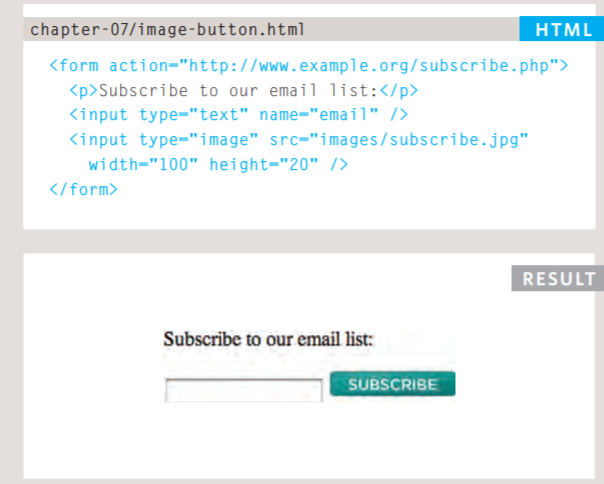 chapter-07/image-button.html
HTML
<form action="http://www.example.org/subscribe.php">
<p>Subscribe to our email list:</p>
<input type="text" name="email" />
<input type="image" src="images/subscribe.jpg"
width="100" height="20" />
</form>
RESULT
Subscribe to our email list:
SUBSCRIBE